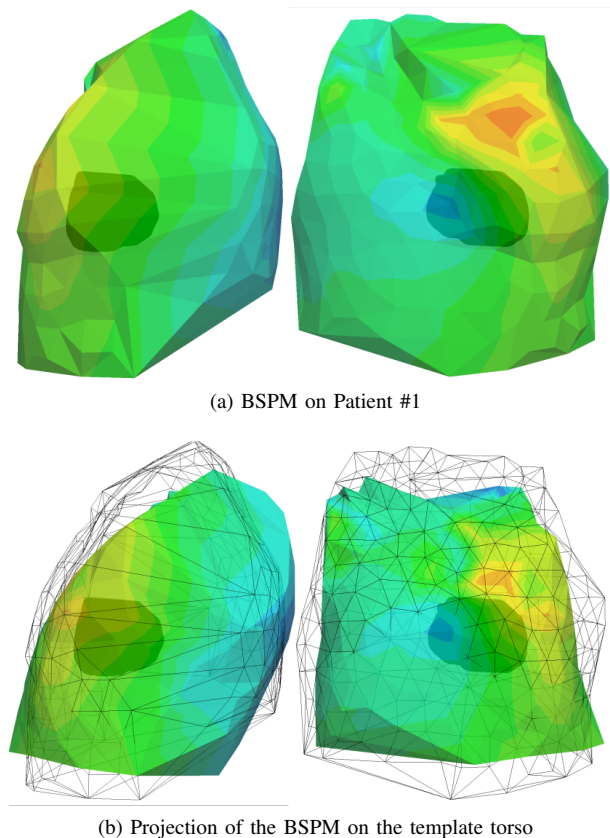 (a) BSPM on Patient #1
(b) Projection of the BSPM on the template torso